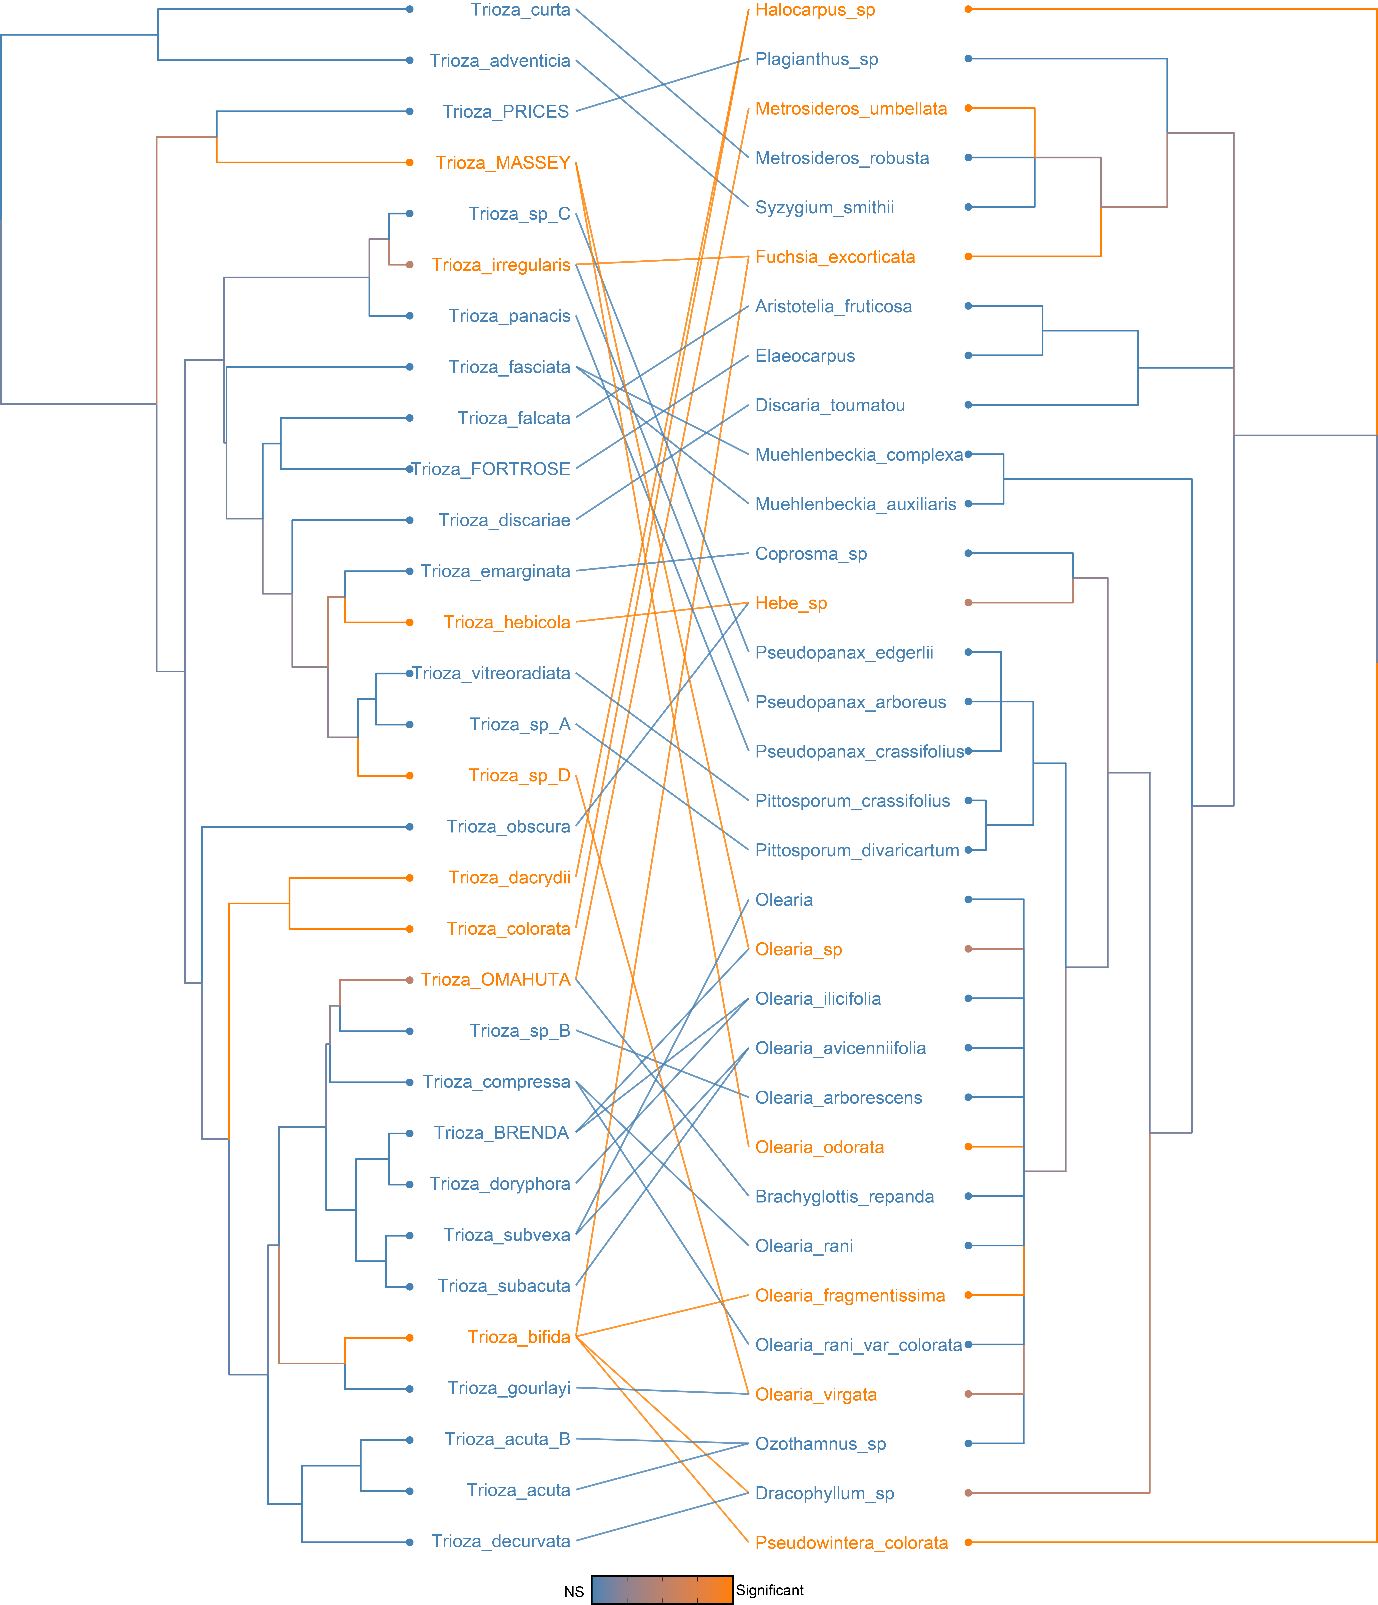 Trioza_curta
Trioza_adventicia
Trioza_PRICES
Trioza_MASSEY
Trioza_sp_C
Trioza_irregularis
Trioza_panacis
Trioza_fasciata
Trioza_falcata
Trioza_FORTROSE
Trioza_discariae
Trioza_emarginata
Trioza_hebicola
Trioza_vitreoradiata
Trioza_sp_A
Trioza_sp_D
Trioza_obscura
Trioza_dacrydii
Trioza_colorata
Trioza_OMAHUTA
Trioza_sp_B
Trioza_compressa
Trioza_BRENDA
Trioza_doryphora
Trioza_subvexa
Trioza_subacuta
Trioza_bifida
Trioza_gourlayi
Trioza_acuta_B
Trioza_acuta
Trioza_decurvata
Halocarpus_sp
Plagianthus_sp
Metrosideros_umbellata
Metrosideros_robusta
Syzygium_smithii
Fuchsia_excorticata
Aristotelia_fruticosa
Elaeocarpus
Discaria_toumatou
Muehlenbeckia_complexa
Muehlenbeckia_auxiliaris
Coprosma_sp
Hebe_sp
Pseudopanax_edgerlii
Pseudopanax_arboreus
Pseudopanax_crassifolius
Pittosporum_crassifolius
Pittosporum_divaricartum
Olearia
Olearia_sp
Olearia_ilicifolia
Olearia_avicenniifolia
Olearia_arborescens
Olearia_odorata
Brachyglottis_repanda
Olearia_rani
Olearia_fragmentissima
Olearia_rani_var_colorata
Olearia_virgata
Ozothamnus_sp
Dracophyllum_sp
Pseudowintera_colorata
NS
Significant